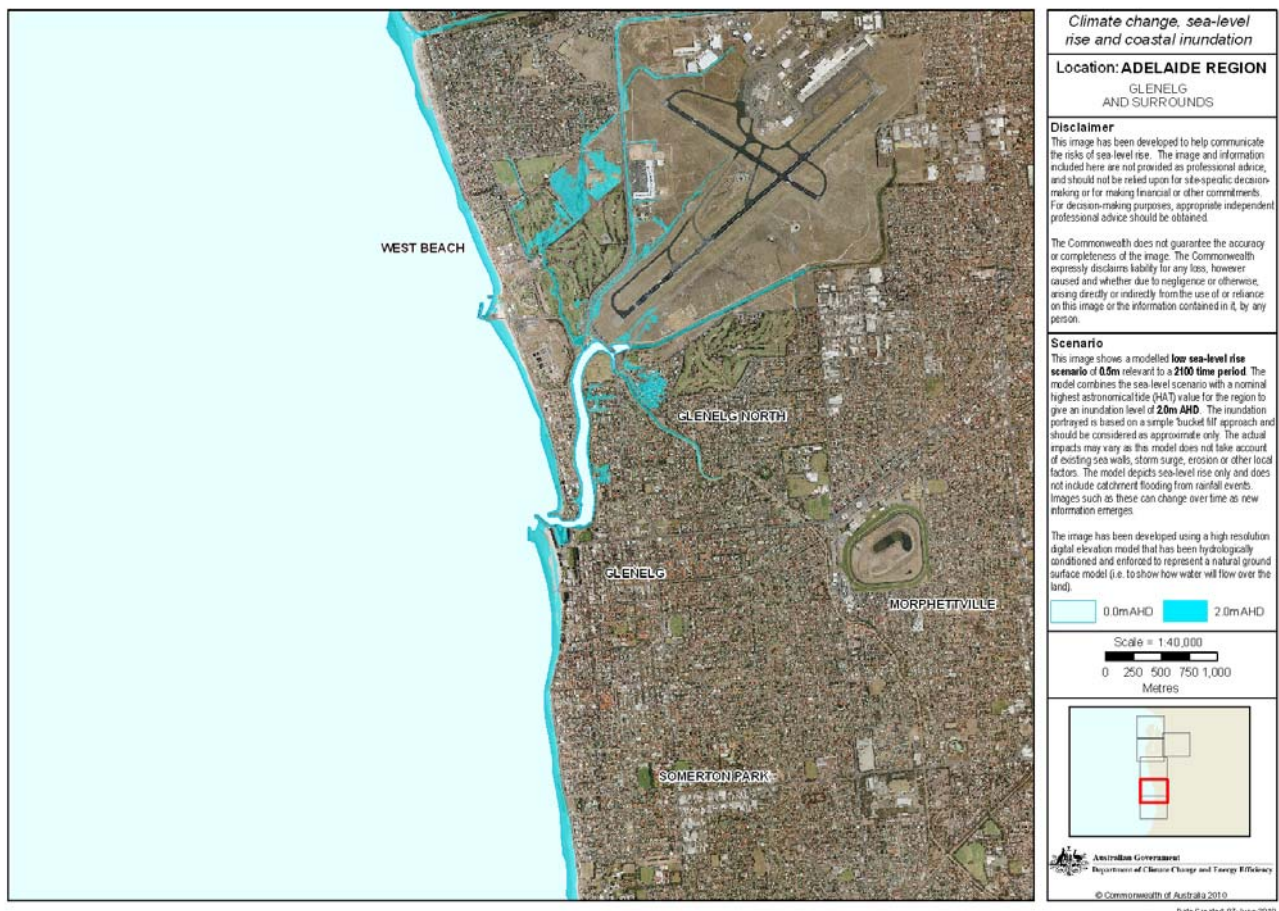 Climate change, sea-level
rise and coastal inundation
Location: ADELAIDE REGION
GLENELG
AND SURROUNDS
Disclaimer
This image has been developed to help communicate
the risks of sea-level rise. The image and information
included here are not provided as professional advice,
and should not be relied upon for site-specific decision-
making or for making financial or other commitments.
For decision-making purposes, appropriate independent
professional advice should be obtained.
The Commonwealth does not guarantee the accuracy
or completeness of the image. The Commonwealth
expressly disclaims liability for any loss, however
caused and whether due to negligence or otherwise,
arising directly or indirectly from the use of or reliance
on this image or the information contained in it, by any
person.
Scenario
This image shows a modelled low sea-level rise
scenario of 0.5m relevant to a 2100 time period. The
model combines the sea-level scenario with a nominal
highest astronomical tide (HAT) value for the region to
give an inundation level of 2.0m AHD. The inundation
portrayed is based on a simple 'bucket fill' approach and
should be considered as approximate only. The actual
impacts may vary as this model does not take account
of existing sea walls, storm surge, erosion or other local
factors. The model depicts sea-level rise only and does
not include catchment flooding from rainfall events.
Images such as these can change over time as new
information emerges
The image has been developed using a high resolution
digital elevation model that has been hydrologically
conditioned and enforced to represent a natural ground
surface model (i.e. to show how water will flow over the
land).
0.0m AHD 2.0m AHD
Scale = 1:40,000
0 250 500 750 1,000
Metres
Australian Government
Department of Climate Change and Energy Efficiency
© Commonwealth of Australia 2010
WEST BEACH
GLENELG NORTH
GLENELG
MORPHETTVILLE
SOMERTON PARK